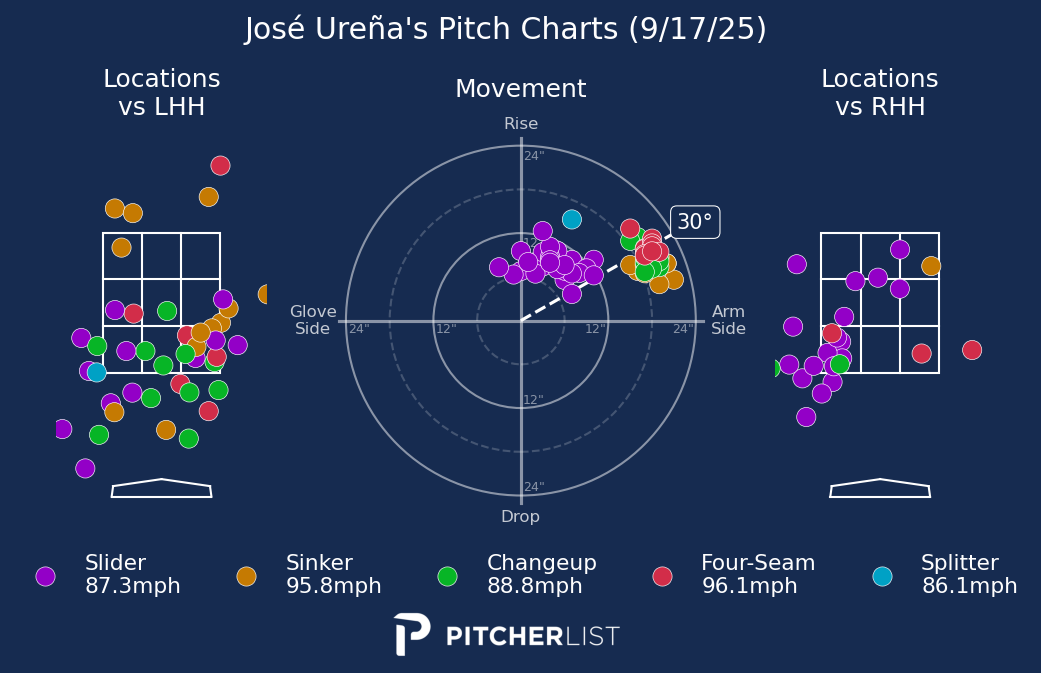 José Ureña's Pitch Charts (9/17/25)
Locations
vs LHH
Movement
Locations
vs RHH
Rise
24"
12"
30°
Glove
Side
24"
12"
12"
24"
Arm
Side
12"
24"
Drop
Slider
87.3mph
Sinker
95.8mph
Changeup
88.8mph
Four-Seam
96.1mph
Splitter
86.1mph
PITCHERLIST